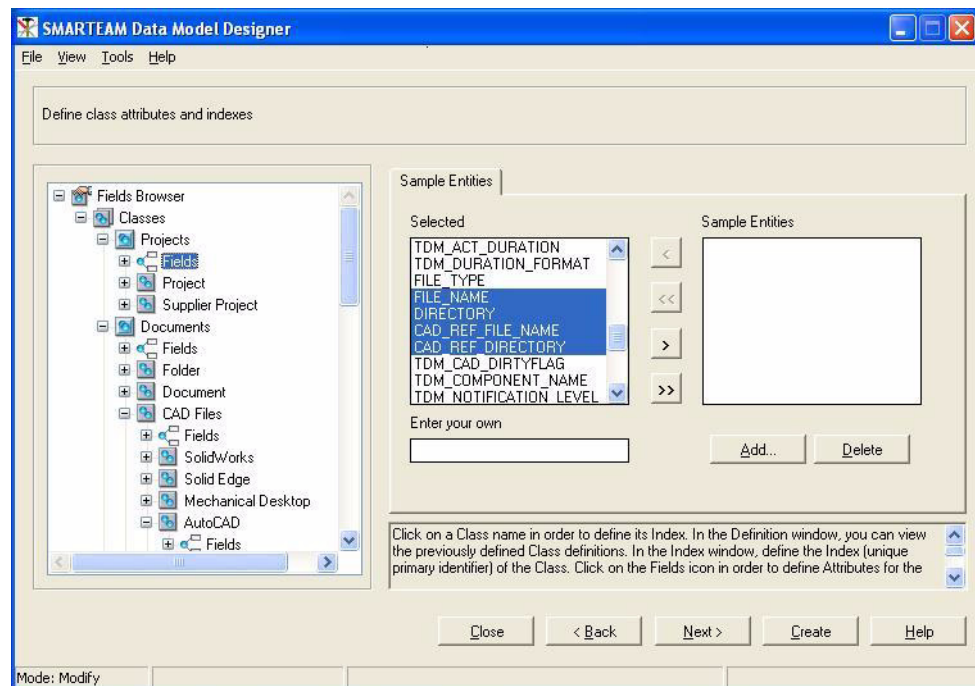 SMARTEAM Data Model Designer
File View Tools Help
Define class attributes and indexes
Fields Browser
Classes
Projects
Fields
Project
Supplier Project
Documents
Fields
Folder
Document
CAD Files
Fields
SolidWorks
Solid Edge
Mechanical Desktop
AutoCAD
Fields
Sample Entities
Selected
TDM_ACT_DURATION
TDM_DURATION_FORMAT
FILE_TYPE
FILE_NAME
DIRECTORY
CAD_REF_FILE_NAME
CAD_REF_DIRECTORY
TDM_CAD_DIRTYFLAG
TDM_COMPONENT_NAME
TDM_NOTIFICATION_LEVEL
<
<<
>
>>
Sample Entities
Enter your own
Add... Delete
Click on a Class name in order to define its Index. In the Definition window, you can view
the previously defined Class definitions. In the Index window, define the Index (unique
primary identifier) of the Class. Click on the Fields icon in order to define Attributes for the
Close < Back Next > Create Help
Mode: Modify